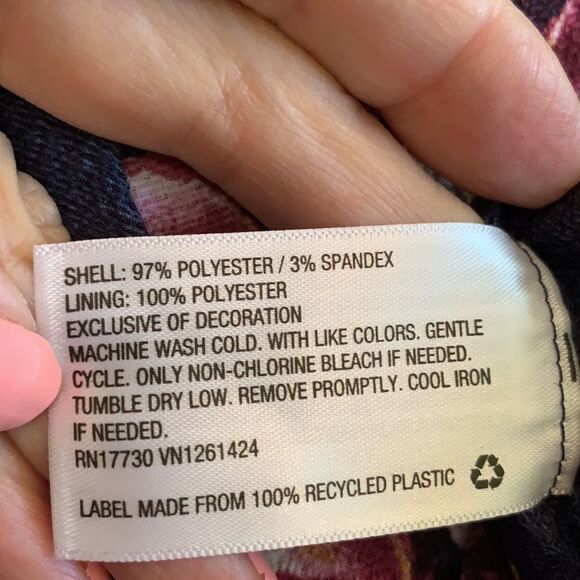 SHELL: 97% POLYESTER / 3% SPANDEX
LINING: 100% POLYESTER
EXCLUSIVE OF DECORATION
MACHINE WASH COLD. WITH LIKE COLORS. GENTLE
CYCLE. ONLY NON-CHLORINE BLEACH IF NEEDED.
TUMBLE DRY LOW. REMOVE PROMPTLY. COOL IRON
IF NEEDED.
RN17730 VN1261424
LABEL MADE FROM 100% RECYCLED PLASTIC